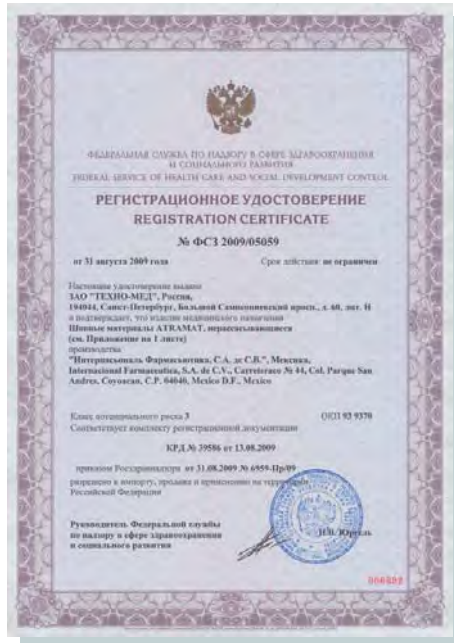 ФЕДЕРАЛЬНАЯ СЛУЖБА ПО НАДЗОРУ В СФЕРЕ ЗДРАВООХРАНЕНИЯ
И СОЦИАЛЬНОГО РАЗВИТИЯ
FEDERAL SERVICE OF HEALTH CARE AND SOCIAL DEVELOPMENT CONTROL
РЕГИСТРАЦИОННОЕ УДОСТОВЕРЕНИЕ
REGISTRATION CERTIFICATE
№ ФСЗ 2009/05059
от 31 августа 2009 года Срок действия: не ограничен
Настоящее удостоверение выдано
ЗАО "ТЕХНО-МЕД", Россия,
194044, Санкт-Петербург, Большой Сампсониевский просп., д. 60, лит. Н
и подтверждает, что изделие медицинского назначения
Шовные материалы ATRAMAT, нерассасывающиеся
(см. Приложение на 1 листе)
производства
"Интернасьональ Фармасьютика, С.А. де С.В.", Мексика,
Internacional Farmaceutica, S.A. de C.V., Carreteraco № 44, Col. Parque San
Andres, Coyoacan, C.P. 04040, Mexico D.F., Mexico
Класс потенциального риска 3 ОКП 93 9370
Соответствует комплекту регистрационной документации
КРД № 39586 от 13.08.2009
приказом Росздравнадзора от 31.08.2009 № 6959-Пр/09
разрешено к импорту, продаже и применению на территории
Российской Федерации
Руководитель Федеральной службы
по надзору в сфере здравоохранения
и социального развития Н.В. Юргель